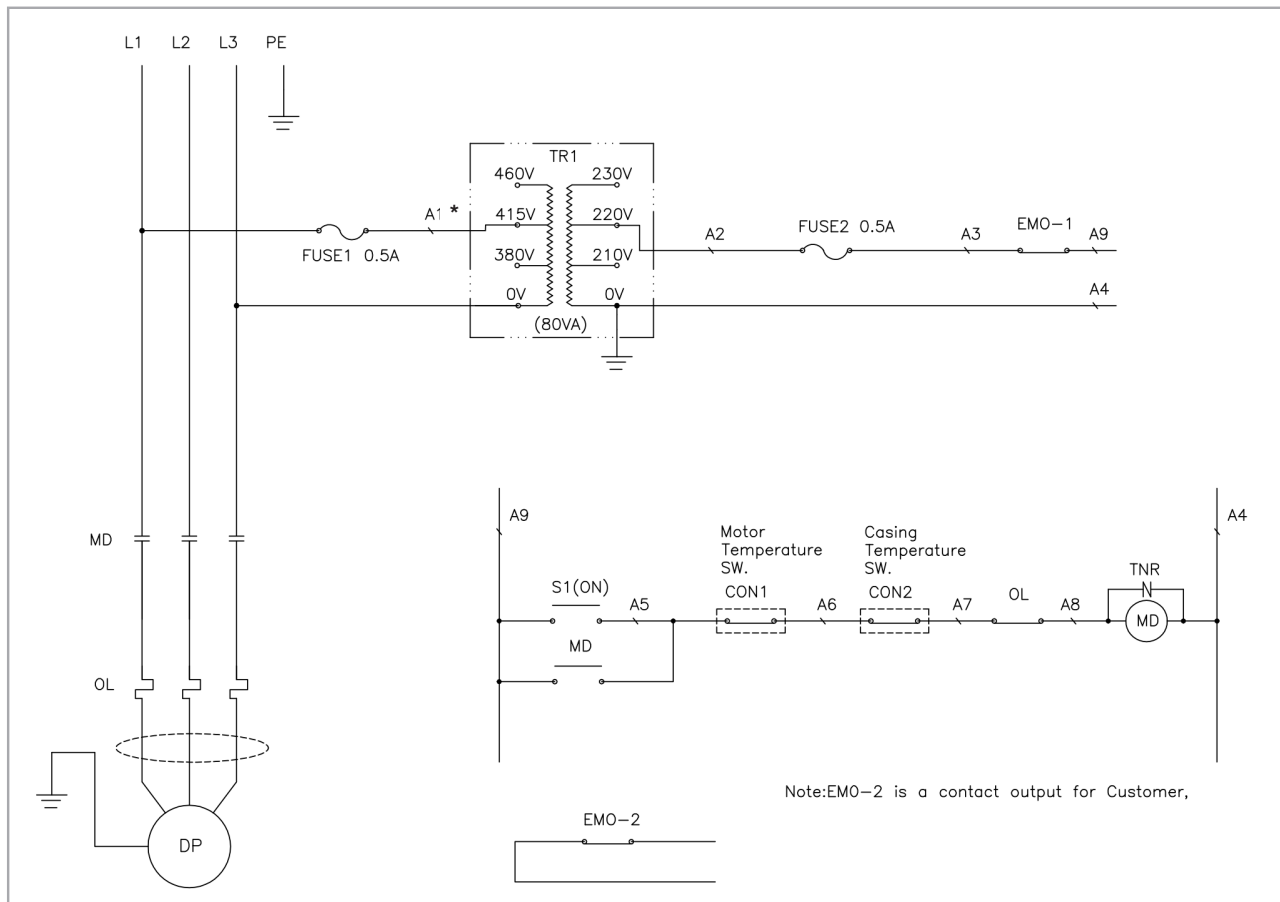 L1 L2 L3 PE
TR1
460V 230V
A1 * 415V 220V
FUSE1 0.5A
A2 FUSE2 0.5A A3 EMO-1 A9
380V 210V
0V 0V
A4
(80VA)
MD
A9
A4
Motor
Temperature
SW.
CON1
Casing
Temperature
SW.
CON2
TNR
S1(ON) A5 A6 A7 OL A8
MD
MD
OL
DP
Note:EMO-2 is a contact output for Customer,
EMO-2